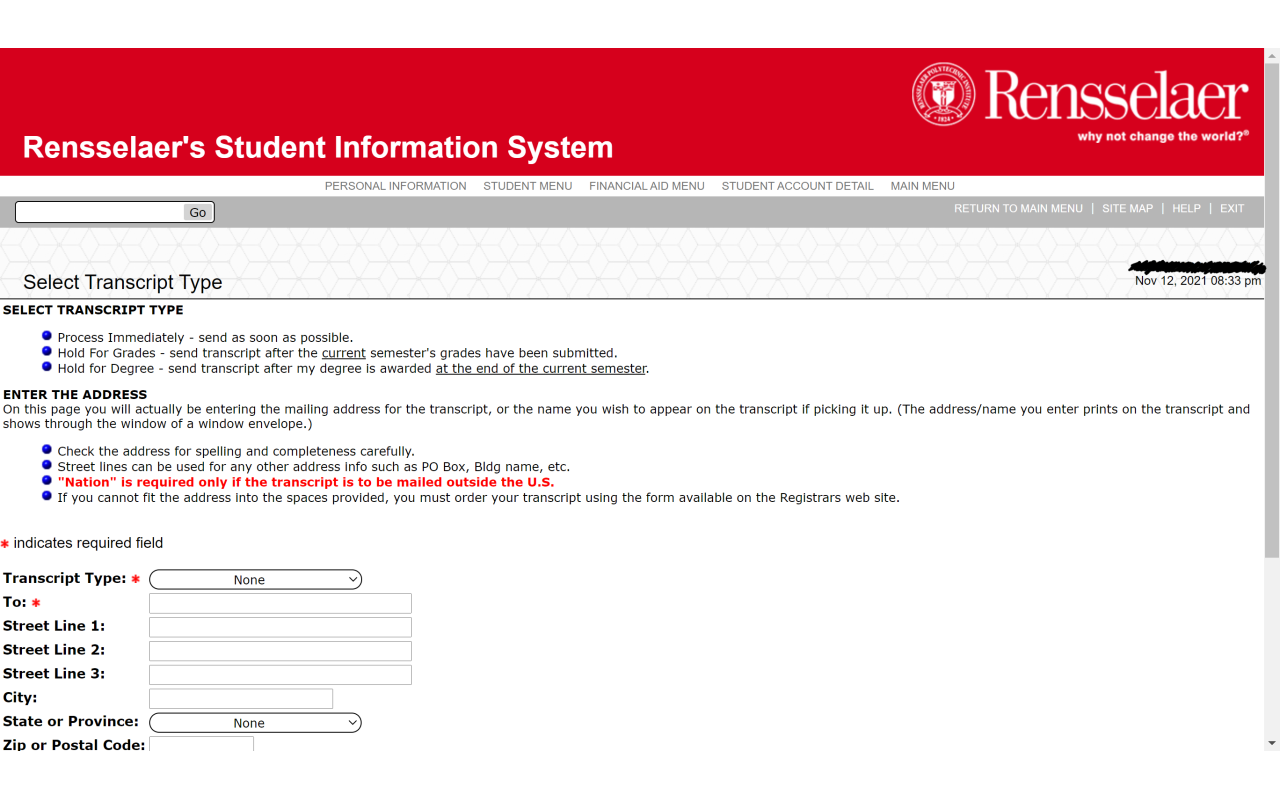 Rensselaer
why not change the world?®
Rensselaer's Student Information System
PERSONAL INFORMATION STUDENT MENU FINANCIAL AID MENU STUDENT ACCOUNT DETAIL MAIN MENU
Go
RETURN TO MAIN MENU | SITE MAP | HELP | EXIT
Select Transcript Type
Nov 12, 2021 08:33 pm
SELECT TRANSCRIPT TYPE
Process Immediately - send as soon as possible.
Hold For Grades - send transcript after the current semester's grades have been submitted.
Hold for Degree - send transcript after my degree is awarded at the end of the current semester.
ENTER THE ADDRESS
On this page you will actually be entering the mailing address for the transcript, or the name you wish to appear on the transcript if picking it up. (The address/name you enter prints on the transcript and
shows through the window of a window envelope.)
Check the address for spelling and completeness carefully.
Street lines can be used for any other address info such as PO Box, Bldg name, etc.
"Nation" is required only if the transcript is to be mailed outside the U.S.
If you cannot fit the address into the spaces provided, you must order your transcript using the form available on the Registrars web site.
* indicates required field
Transcript Type: * None
To: *
Street Line 1:
Street Line 2:
Street Line 3:
City:
State or Province: None
Zip or Postal Code: